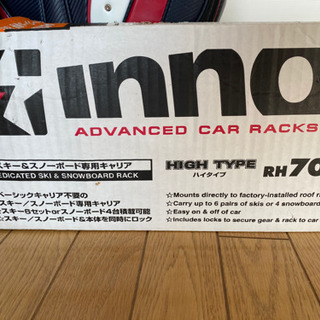 INNO
ADVANCED CAR RACKS
スキー&スノーボード専用キャリア
DEDICATED SKI & SNOWBOARD RACK
HIGH TYPE RH70
ハイタイプ
ベーシックキャリア不要の
スキー/スノーボード専用キャリア
スキー6セットorスノーボード4台積載可能
スキー/スノーボード&本体を同時にロック
☆Mounts directly to factory-installed roof
☆Carry up to 6 pairs of skis or 4 snowboard
☆Easy on & off of car
☆Includes locks to secure gear & rack to car